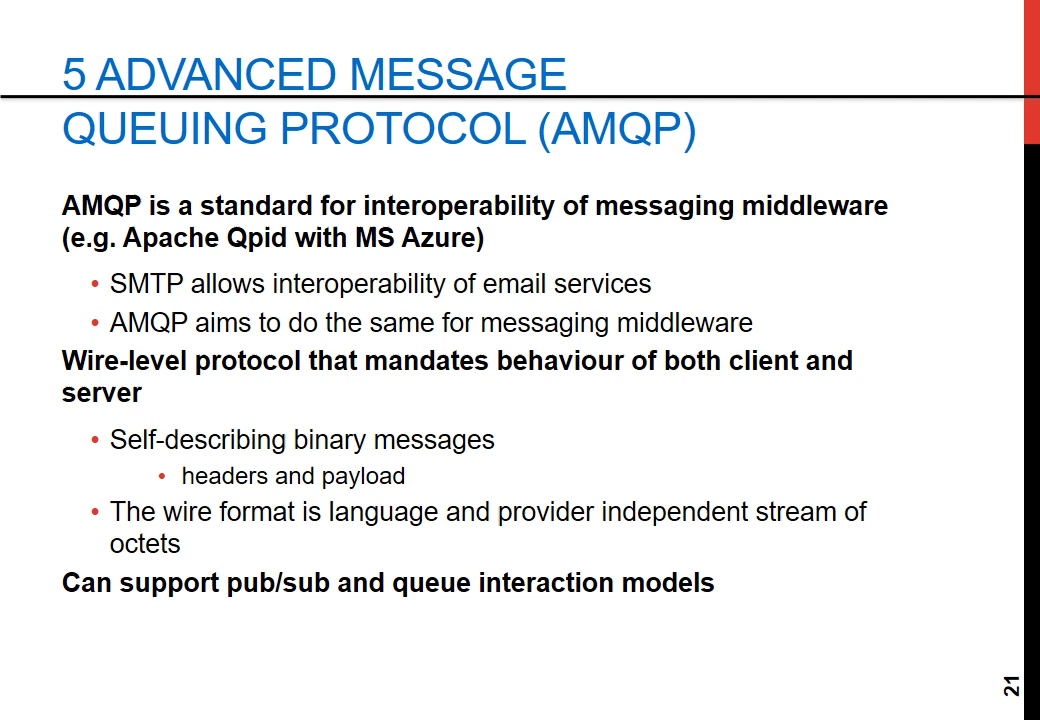 5 ADVANCED MESSAGE
QUEUING PROTOCOL (AMQP)
AMQP is a standard for interoperability of messaging middleware
(e.g. Apache Qpid with MS Azure)
• SMTP allows interoperability of email services
• AMQP aims to do the same for messaging middleware
Wire-level protocol that mandates behaviour of both client and
server
• Self-describing binary messages
• headers and payload
• The wire format is language and provider independent stream of
octets
Can support pub/sub and queue interaction models
21